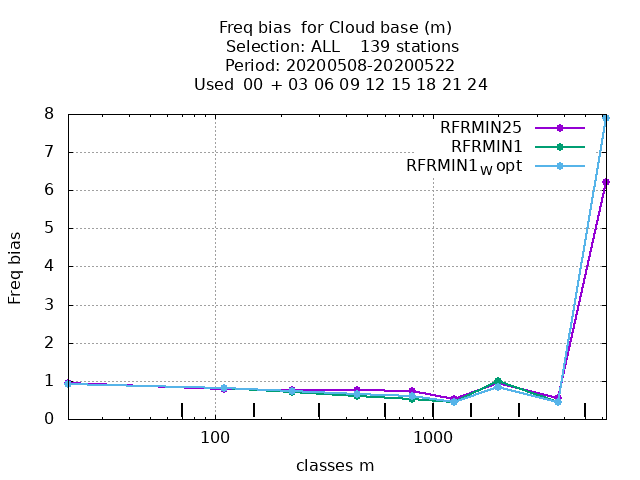 Freq bias  for Cloud base (m)
Selection: ALL    139 stations
Period: 20200508-20200522
Used  00 + 03 06 09 12 15 18 21 24
RFRMIN25
RFRMIN1
RFRMIN1W opt
8
7
6
5
4
3
2
1
0
Freq bias
100
1000
classes m